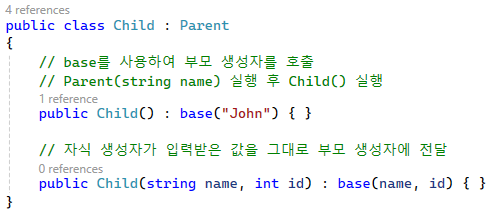 4 references
public class Child : Parent
{
// base를 사용하여 부모 생성자를 호출
// Parent(string name) 실행 후 Child() 실행
1 reference
public Child() : base("John") { }
// 자식 생성자가 입력받은 값을 그대로 부모 생성자에 전달
0 references
public Child(string name, int id) : base(name, id) { }
}